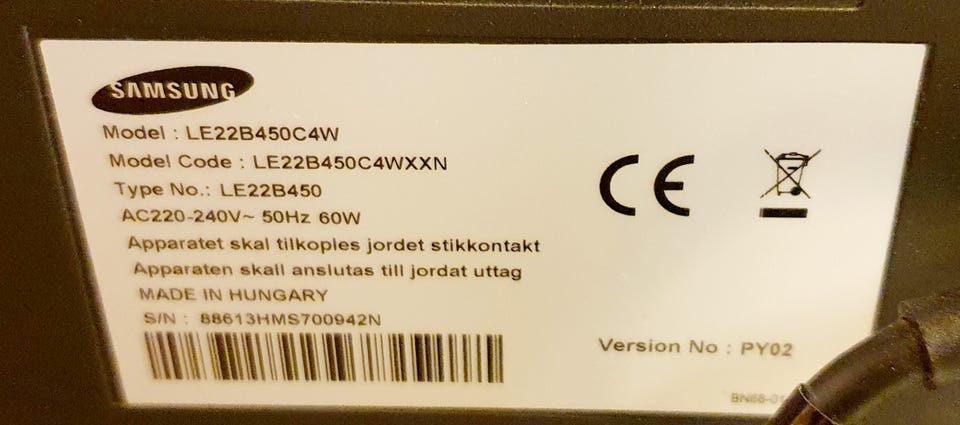 SAMSUNG
Model : LE22B450C4W
Model Code : LE22B450C4WXXN
Type No.: LE22B450
AC220-240V~ 50Hz 60W
Apparatet skal tilkoples jordet stikkontakt
Apparaten skall anslutas till jordat uttag
MADE IN HUNGARY
S/N : 88613HMS700942N
CE
Version No : PY02